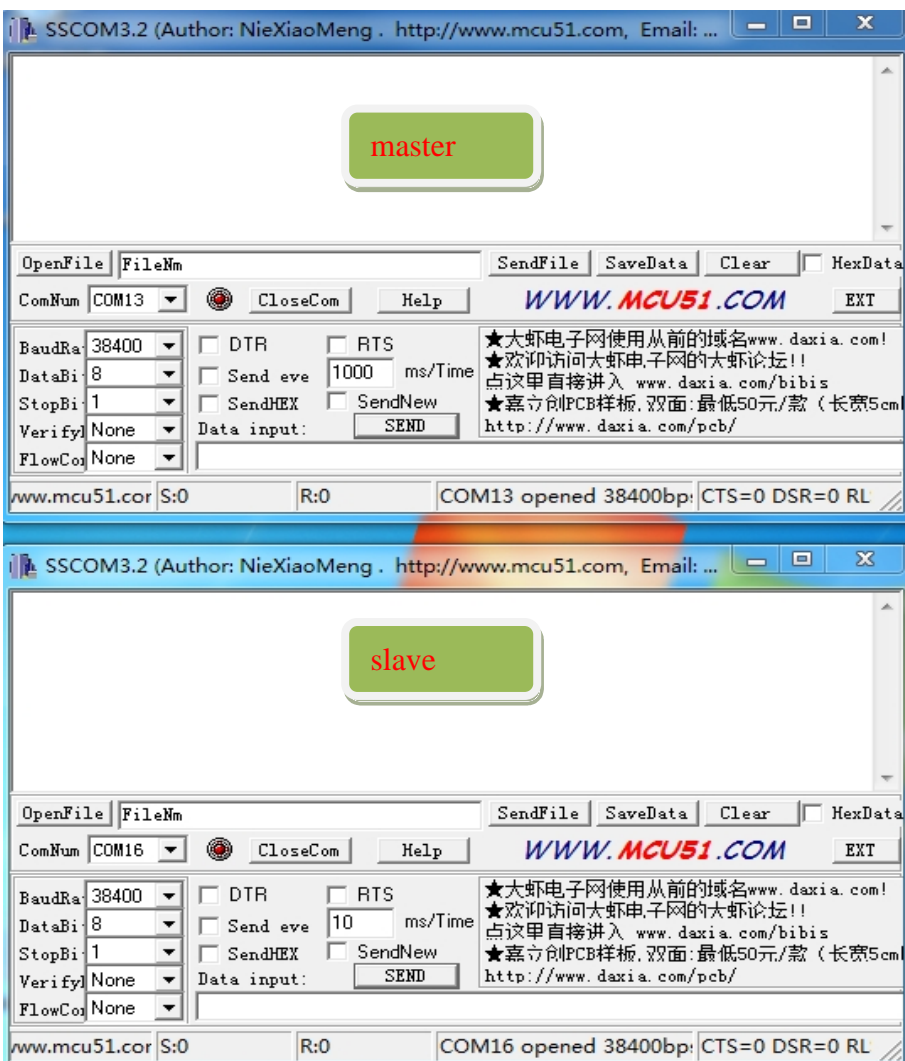 SSCOM3.2 (Author: NieXiaoMeng . http://www.mcu51.com, Email: ...
master
OpenFile FileNm SendFile SaveData Clear HexData
ComNum COM13 CloseCom Help WWW.MCU51.COM EXT
BaudRa 38400 DTR RTS
DataBi 8 Send eve 1000 ms/Time
StopBi 1 SendHEX SendNew
Verify None Data input: SEND
FlowCo None
★大虾电子网使用从前的域名www.daxia.com!
★欢迎访问大虾电子网的大虾论坛!!
点这里直接进入 www.daxia.com/bibis
★嘉立创PCB样板,双面:最低50元/款（长宽5cm
http://www.daxia.com/pcb/
ww.mcu51.cor S:0 R:0 COM13 opened 38400bp CTS=0 DSR=0 RL
SSCOM3.2 (Author: NieXiaoMeng . http://www.mcu51.com, Email: ...
slave
OpenFile FileNm SendFile SaveData Clear HexData
ComNum COM16 CloseCom Help WWW.MCU51.COM EXT
BaudRa 38400 DTR RTS
DataBi 8 Send eve 10 ms/Time
StopBi 1 SendHEX SendNew
Verify None Data input: SEND
FlowCo None
★大虾电子网使用从前的域名www.daxia.com!
★欢迎访问大虾电子网的大虾论坛!!
点这里直接进入 www.daxia.com/bibis
★嘉立创PCB样板,双面:最低50元/款（长宽5cm
http://www.daxia.com/pcb/
ww.mcu51.cor S:0 R:0 COM16 opened 38400bp CTS=0 DSR=0 RL